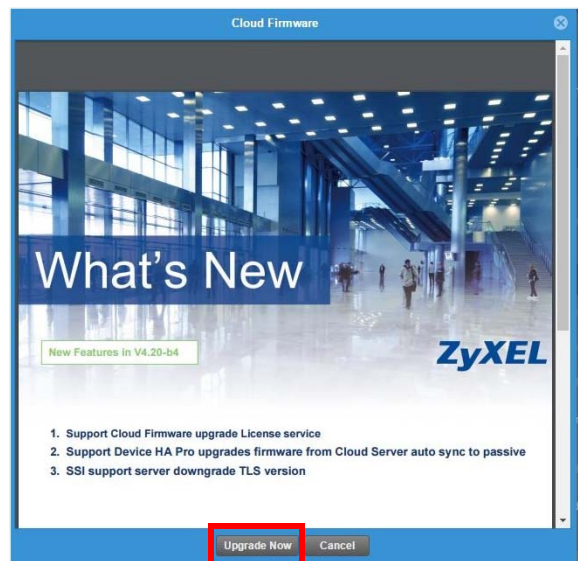 Cloud Firmware
What's New
New Features in V4.20-b4
ZyXEL
1. Support Cloud Firmware upgrade License service
2. Support Device HA Pro upgrades firmware from Cloud Server auto sync to passive
3. SSI support server downgrade TLS version
Upgrade Now Cancel